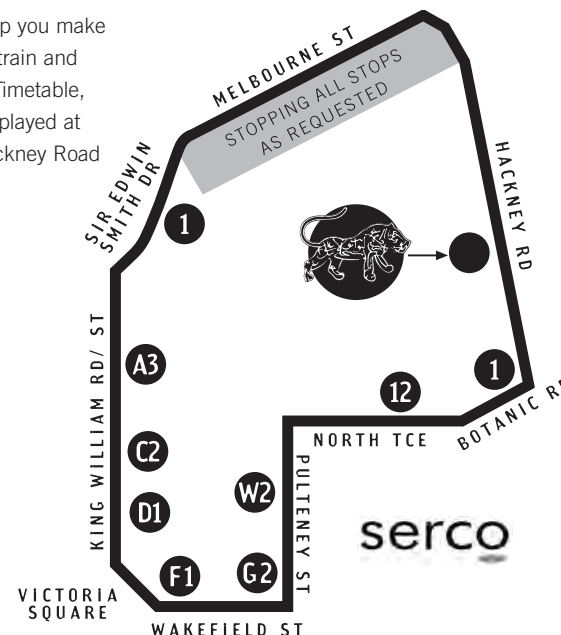 p you make
train and
imetable,
played at
ckney Road
MELBOURNE ST
STOPPING ALL STOPS
AS REQUESTED
SIR EDWIN
SMITH DR
HACKNEY RD
1
KING WILLIAM RD/ ST
A3
1
12
BOTANIC R
NORTH TCE
C2
PULTENEY ST
W2
D1
serco
F1
G2
VICTORIA
SQUARE
WAKEFIELD ST